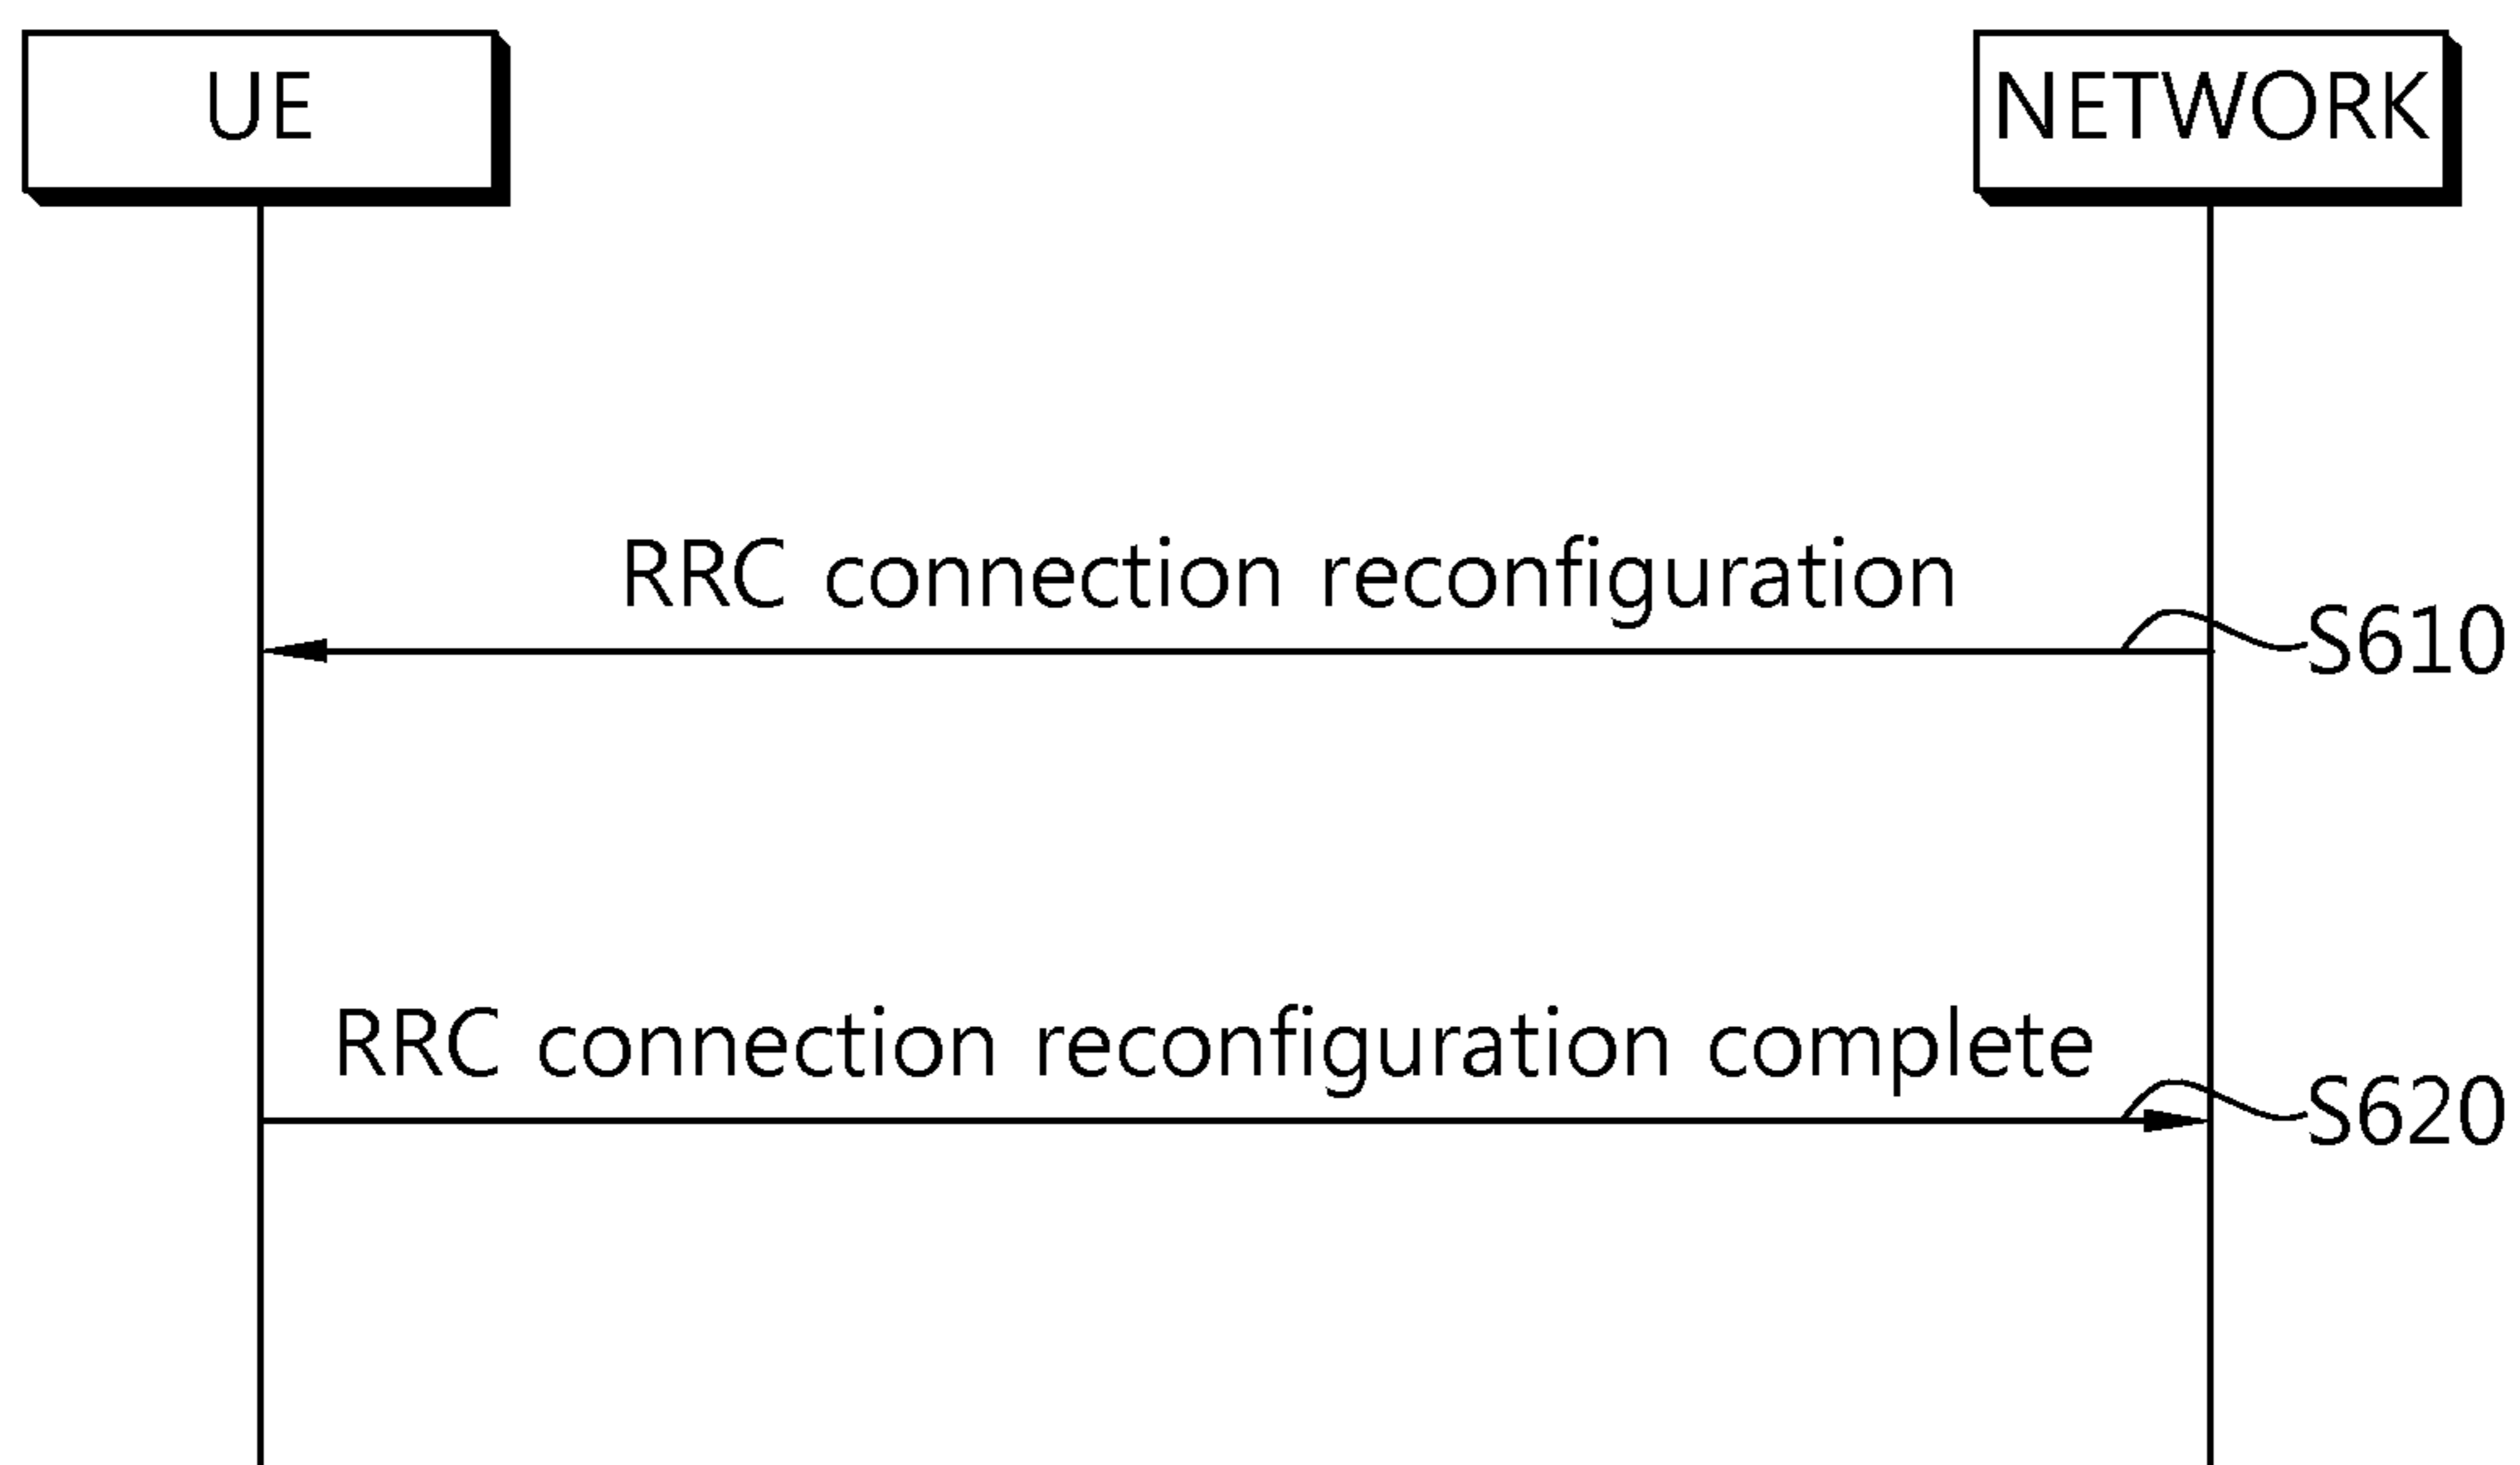 UE
NETWORK
RRC connection reconfiguration
S610
RRC connection reconfiguration complete
S620